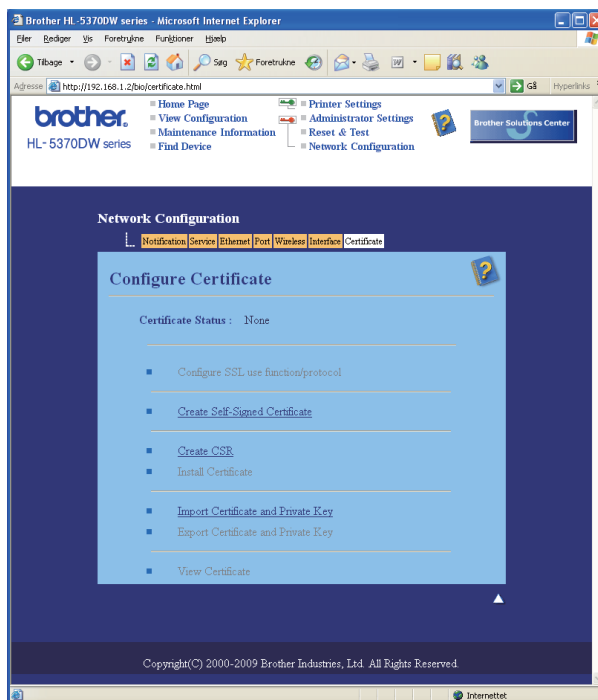 Brother HL-5370DW series - Microsoft Internet Explorer
Filer Rediger Vis Foretrukne Funktioner Hjælp
Tilbage Søg Foretrukne
Adresse http://192.168.1.2/bio/certificate.html Gå Hyperlinks
brother.
HL-5370DW series
Home Page
View Configuration
Maintenance Information
Find Device
Printer Settings
Administrator Settings
Reset & Test
Network Configuration
Brother Solutions Center
Network Configuration
Notification Service Ethernet Port Wireless Interface Certificate
Configure Certificate
Certificate Status : None
Configure SSL use function/protocol
Create Self-Signed Certificate
Create CSR
Install Certificate
Import Certificate and Private Key
Export Certificate and Private Key
View Certificate
Copyright(C) 2000-2009 Brother Industries, Ltd. All Rights Reserved.
Internettet